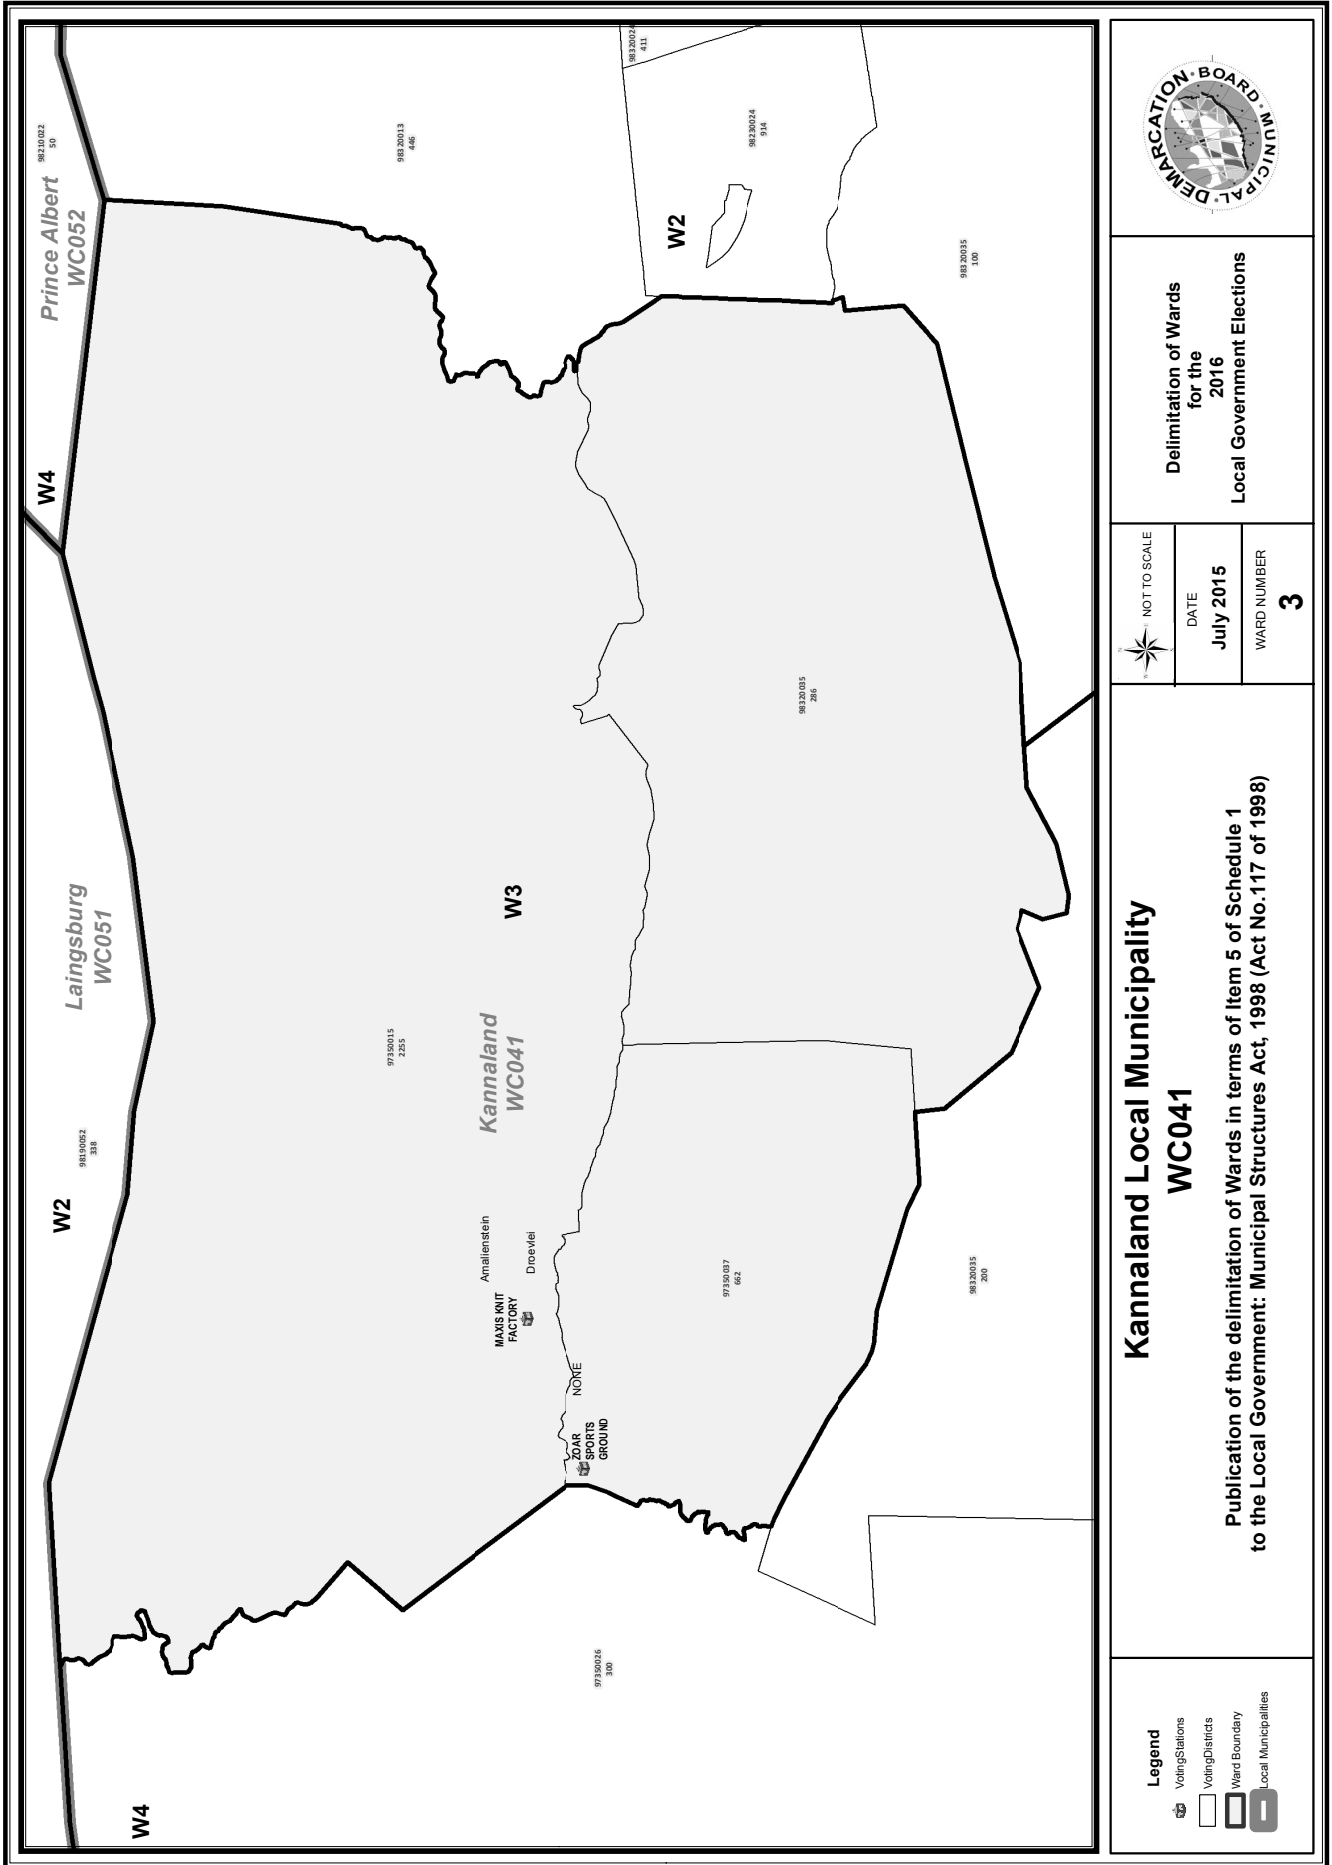 98210022
50
Prince Albert
WC052
W4
Laingsburg
WC051
98190052
338
W2
W4
98320013
446
98320024
411
98230024
914
W2
98320035
100
97350015
2255
W3
Kannaland
WC041
98320035
286
Amalienstein
Droevlei
MAXIS KNIT
FACTORY
NONE
ZOAR
SPORTS
GROUND
97350037
662
98320035
200
97350026
300
Legend
VotingStations
VotingDistricts
Ward Boundary
Local Municipalities
Kannaland Local Municipality
WC041
Publication of the delimitation of Wards in terms of Item 5 of Schedule 1
to the Local Government: Municipal Structures Act, 1998 (Act No.117 of 1998)
N
W
E
S
NOT TO SCALE
DATE
July 2015
WARD NUMBER
3
Delimitation of Wards
for the
2016
Local Government Elections
MUNICIPAL • DEMARCATION • BOARD •